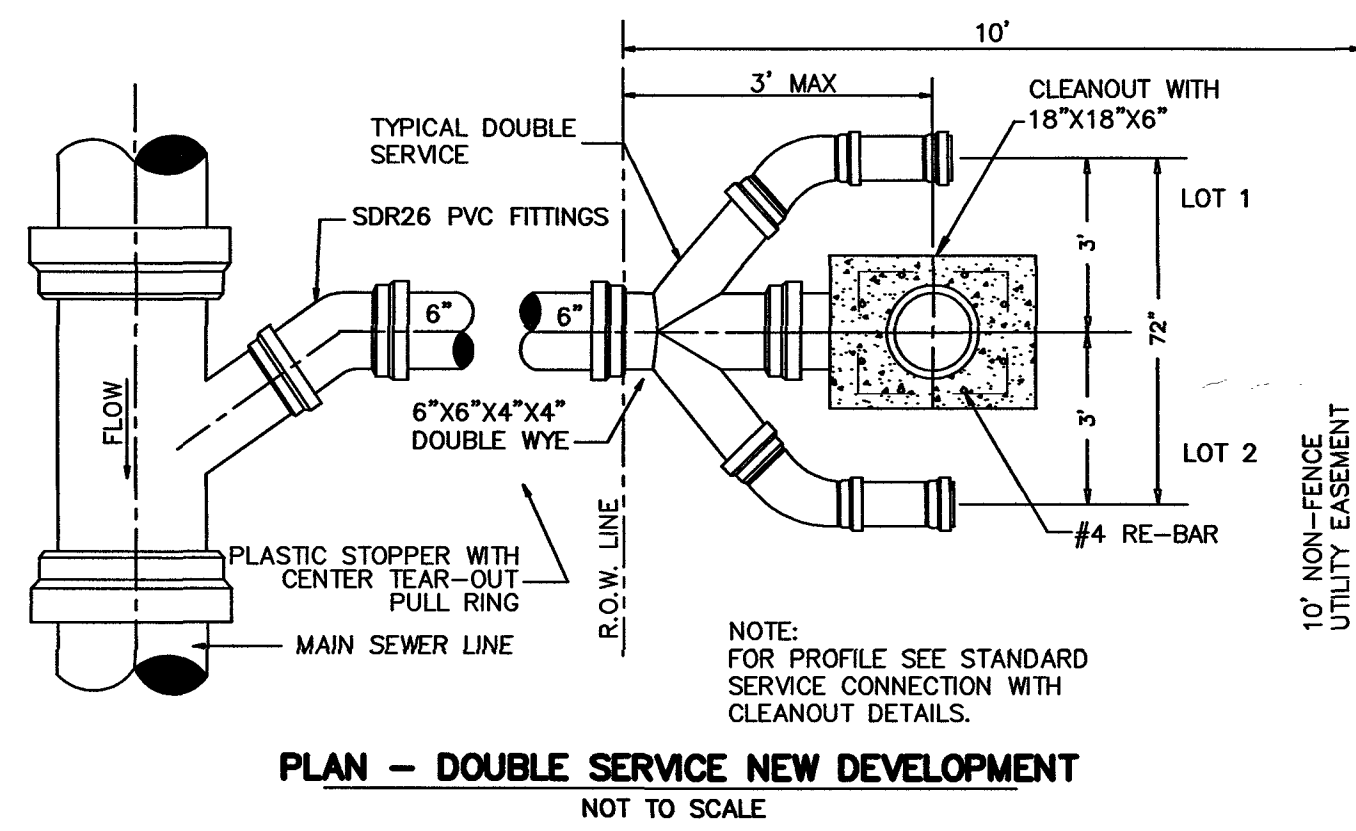 10'
3' MAX
CLEANOUT WITH
18"X18"X6"
TYPICAL DOUBLE
SERVICE
LOT 1
SDR26 PVC FITTINGS
3'
6"
6"
72"
FLOW
6"X6"X4"X4"
DOUBLE WYE
3'
LOT 2
#4 RE-BAR
PLASTIC STOPPER WITH
CENTER TEAR-OUT
PULL RING
R.O.W. LINE
10' NON-FENCE
UTILITY EASEMENT
MAIN SEWER LINE
NOTE:
FOR PROFILE SEE STANDARD
SERVICE CONNECTION WITH
CLEANOUT DETAILS.
PLAN – DOUBLE SERVICE NEW DEVELOPMENT
NOT TO SCALE